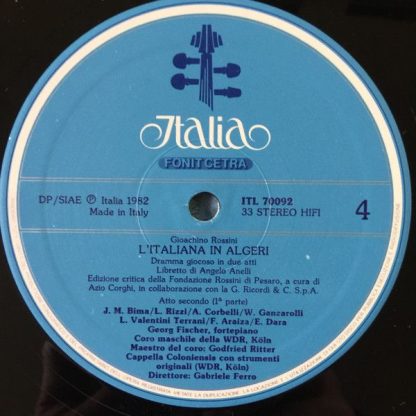 Italia
FONIT CETRA
DP/SIAE Ⓟ Italia 1982
Made in Italy
ITL 70092
33 STEREO HIFI
4
Gioachino Rossini
L'ITALIANA IN ALGERI
Dramma giocoso in due atti
Libretto di Angelo Anelli
Edizione critica della Fondazione Rossini di Pesaro, a cura di
Azio Corghi, in collaborazione con la G. Ricordi & C. S.p.A.
Atto secondo (1ª parte)
J. M. Bima/L. Rizzi/A. Corbelli/W. Ganzarolli
L. Valentini Terrani/F. Araiza/E. Dara
Georg Fischer, fortepiano
Coro maschile della WDR, Köln
Maestro del coro: Godfried Ritter
Cappella Coloniensis con strumenti
originali (WDR, Köln)
Direttore: Gabriele Ferro